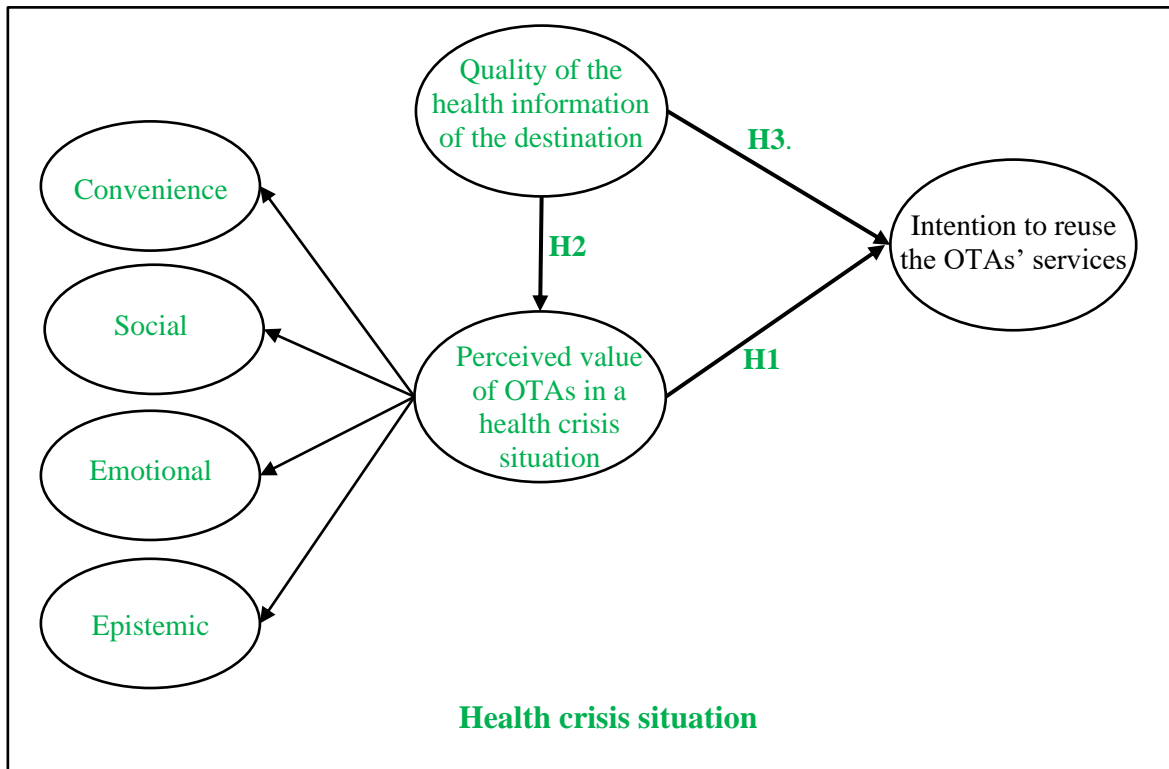 Quality of the
health information
of the destination
H3.
Convenience
Intention to reuse
the OTAs’ services
H2
Social
Perceived value
of OTAs in a
health crisis
situation
H1
Emotional
Epistemic
Health crisis situation